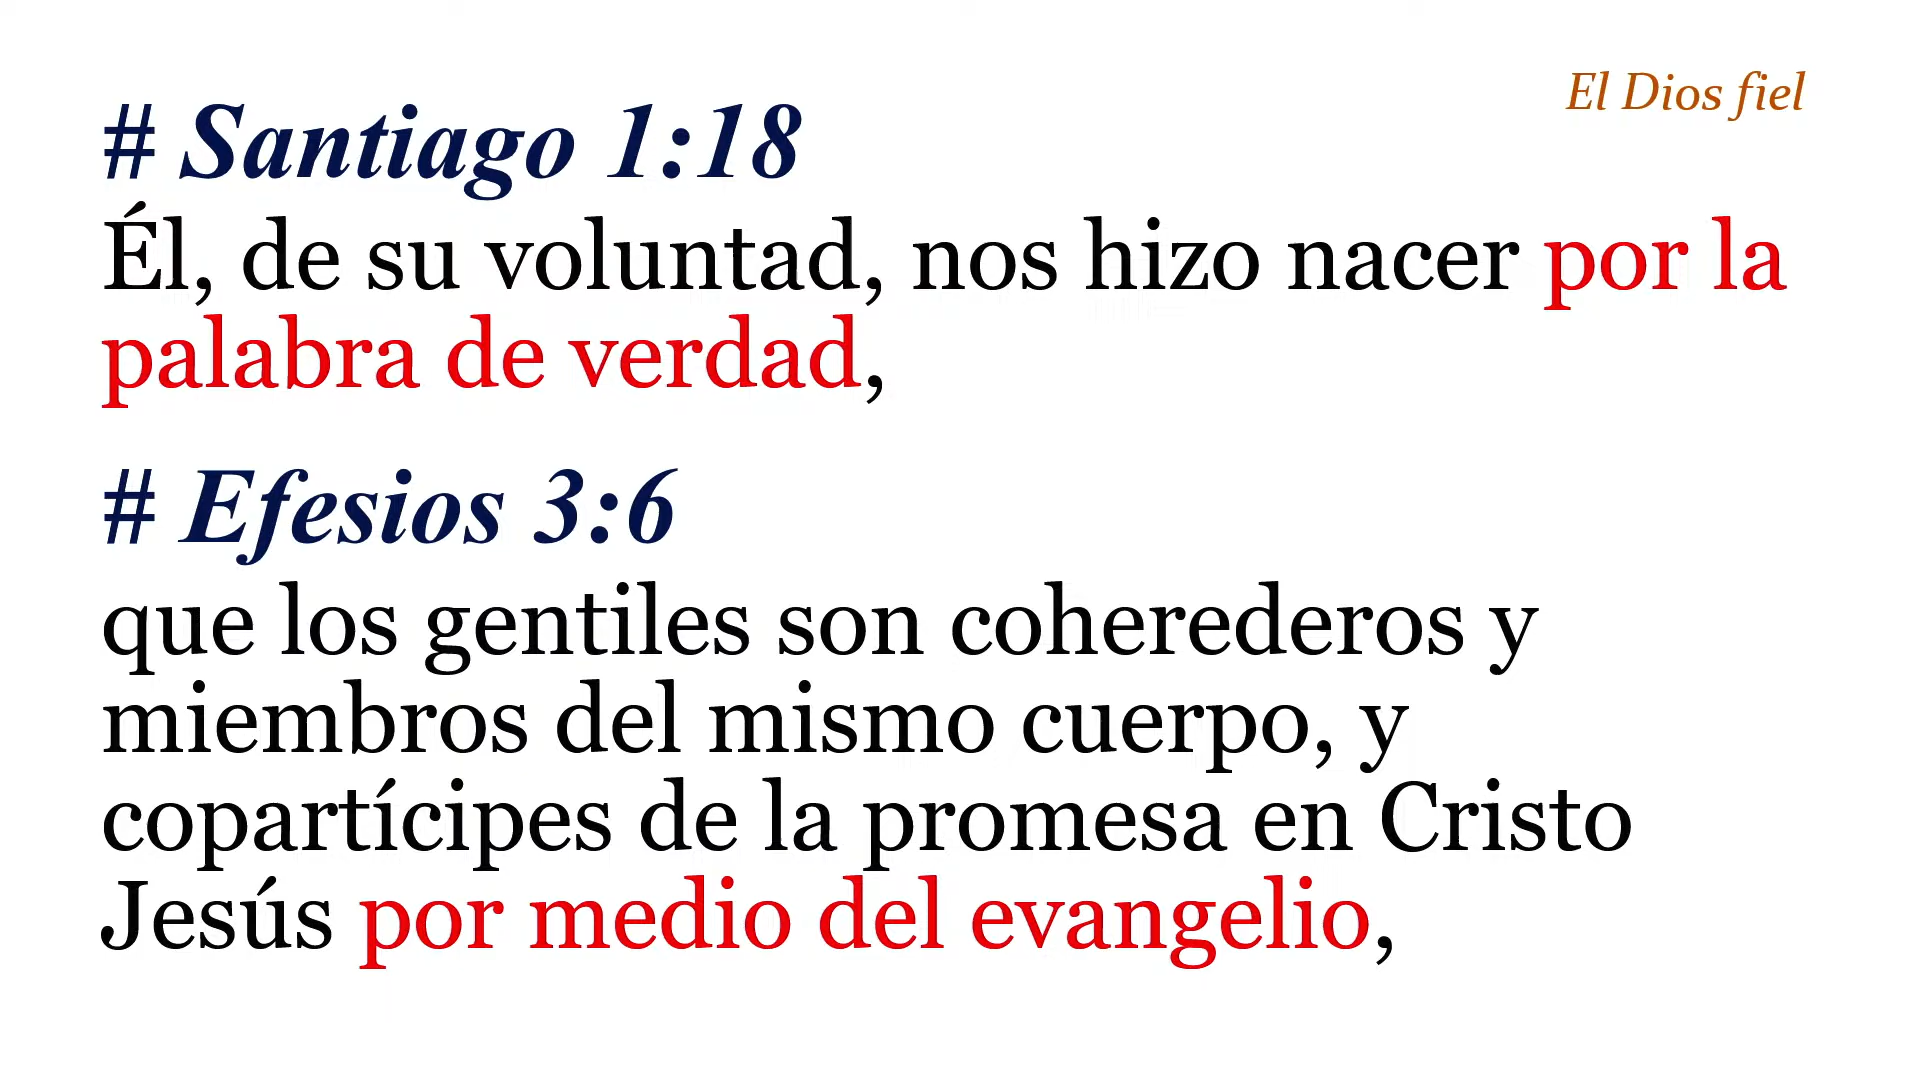 El Dios fiel
# Santiago 1:18
Él, de su voluntad, nos hizo nacer por la
palabra de verdad,
# Efesios 3:6
que los gentiles son coherederos y
miembros del mismo cuerpo, y
copartícipes de la promesa en Cristo
Jesús por medio del evangelio,